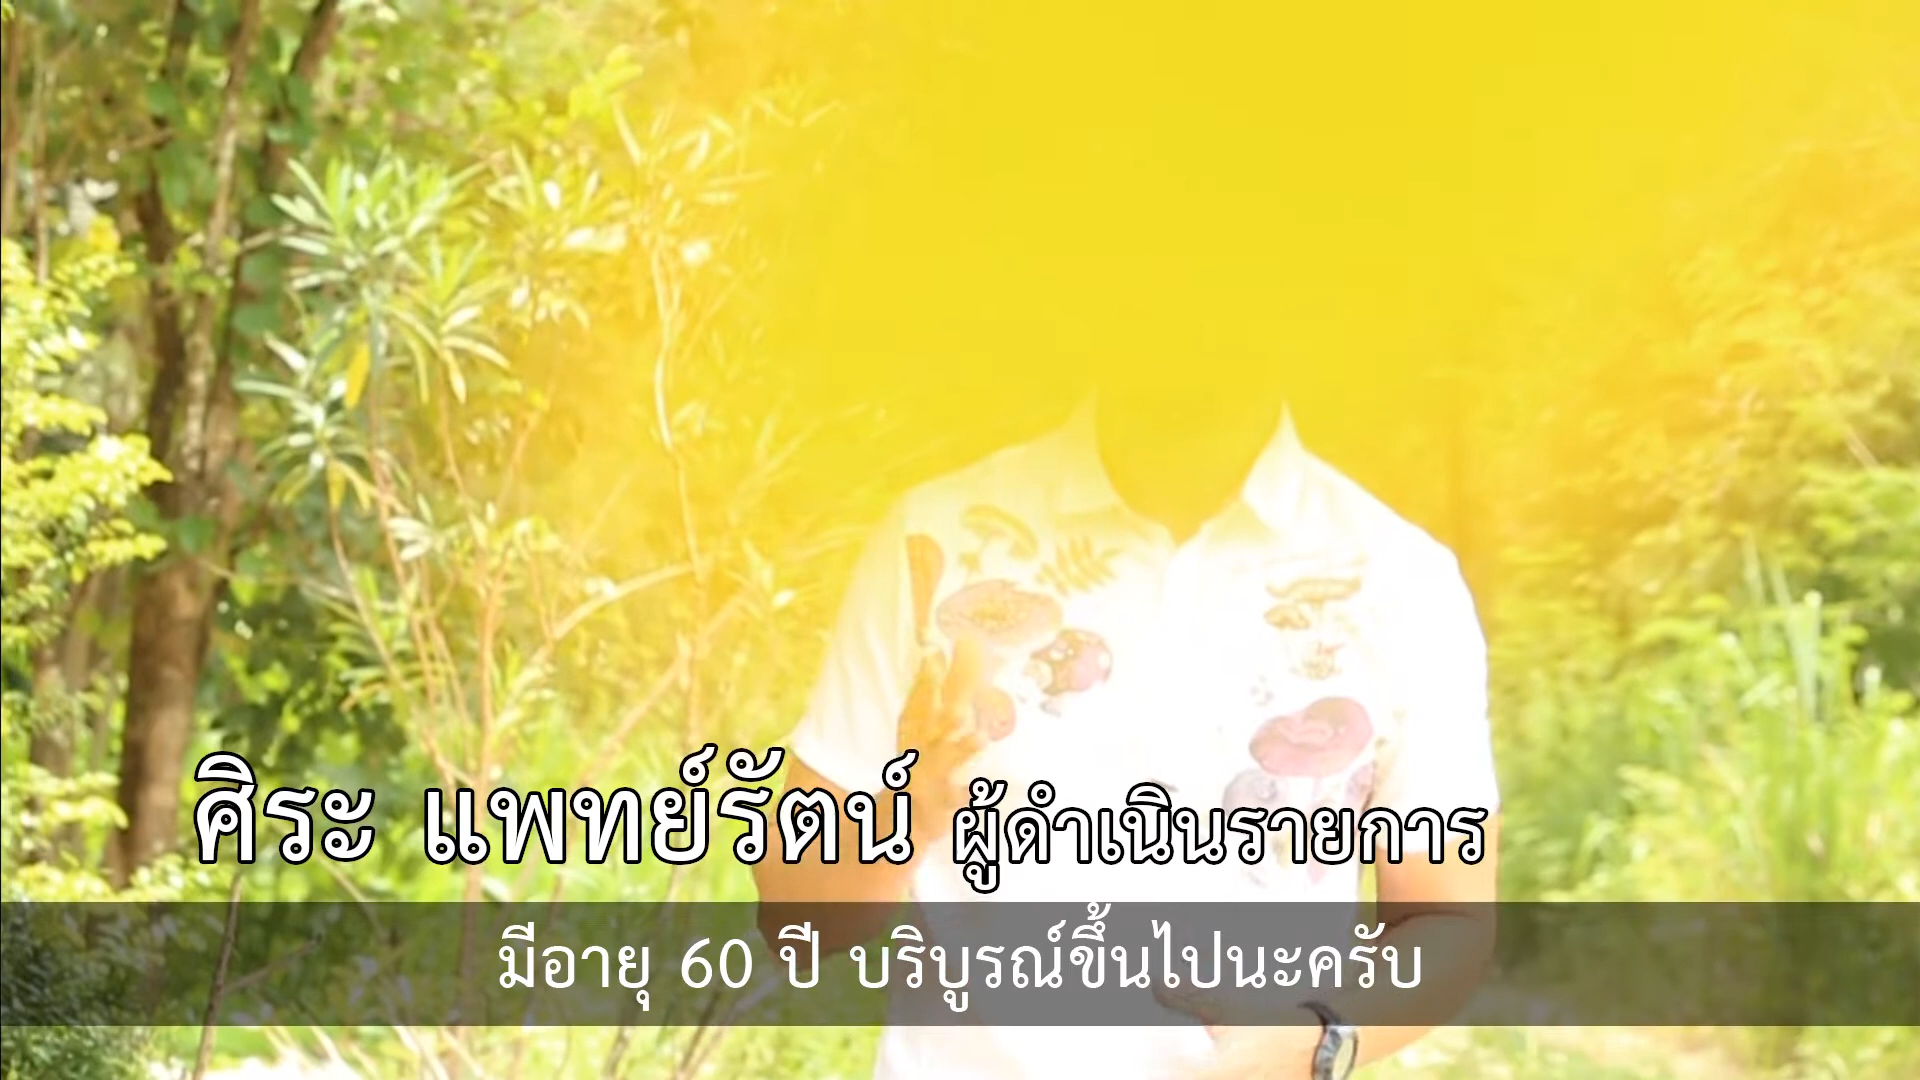 ศิระ แพทย์รัตน์ ผู้ดำเนินรายการ
มีอายุ 60 ปี บริบูรณ์ขึ้นไปนะครับ